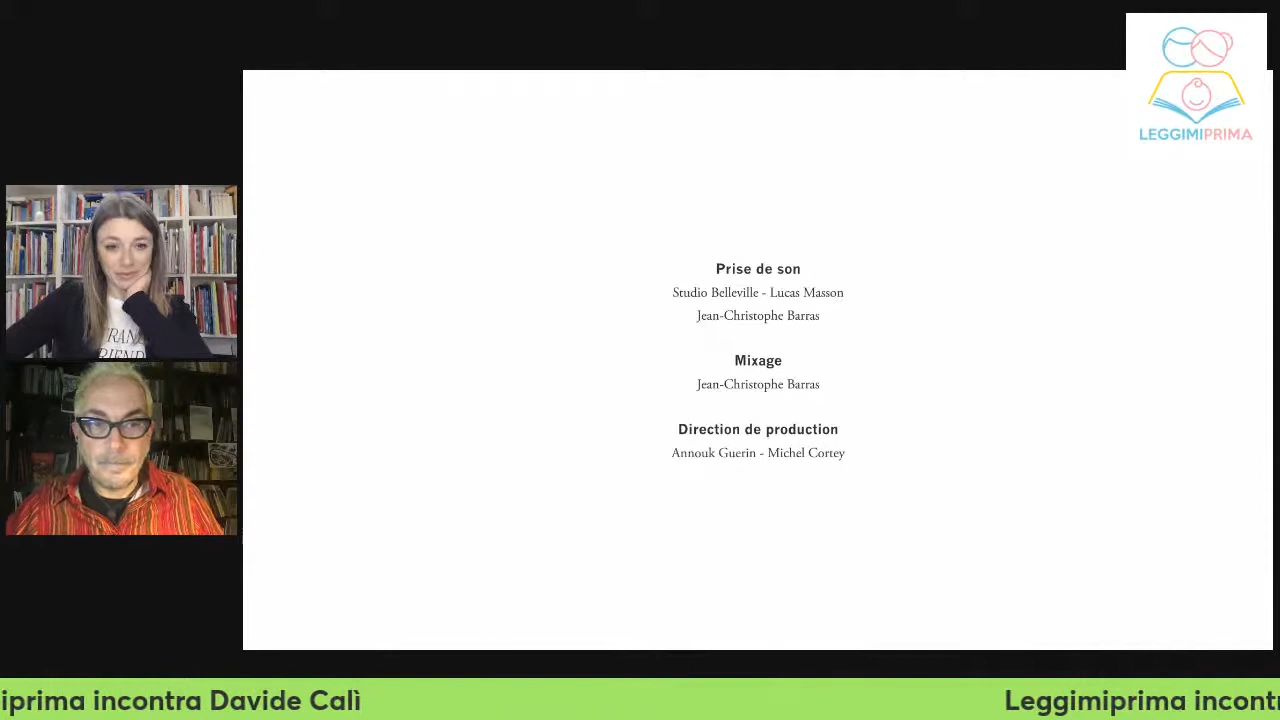 LEGGIMIPRIMA
Prise de son
Studio Belleville - Lucas Masson
Jean-Christophe Barras
Mixage
Jean-Christophe Barras
Direction de production
Annouk Guerin - Michel Cortey
iprima incontra Davide Calì
Leggimiprima incont